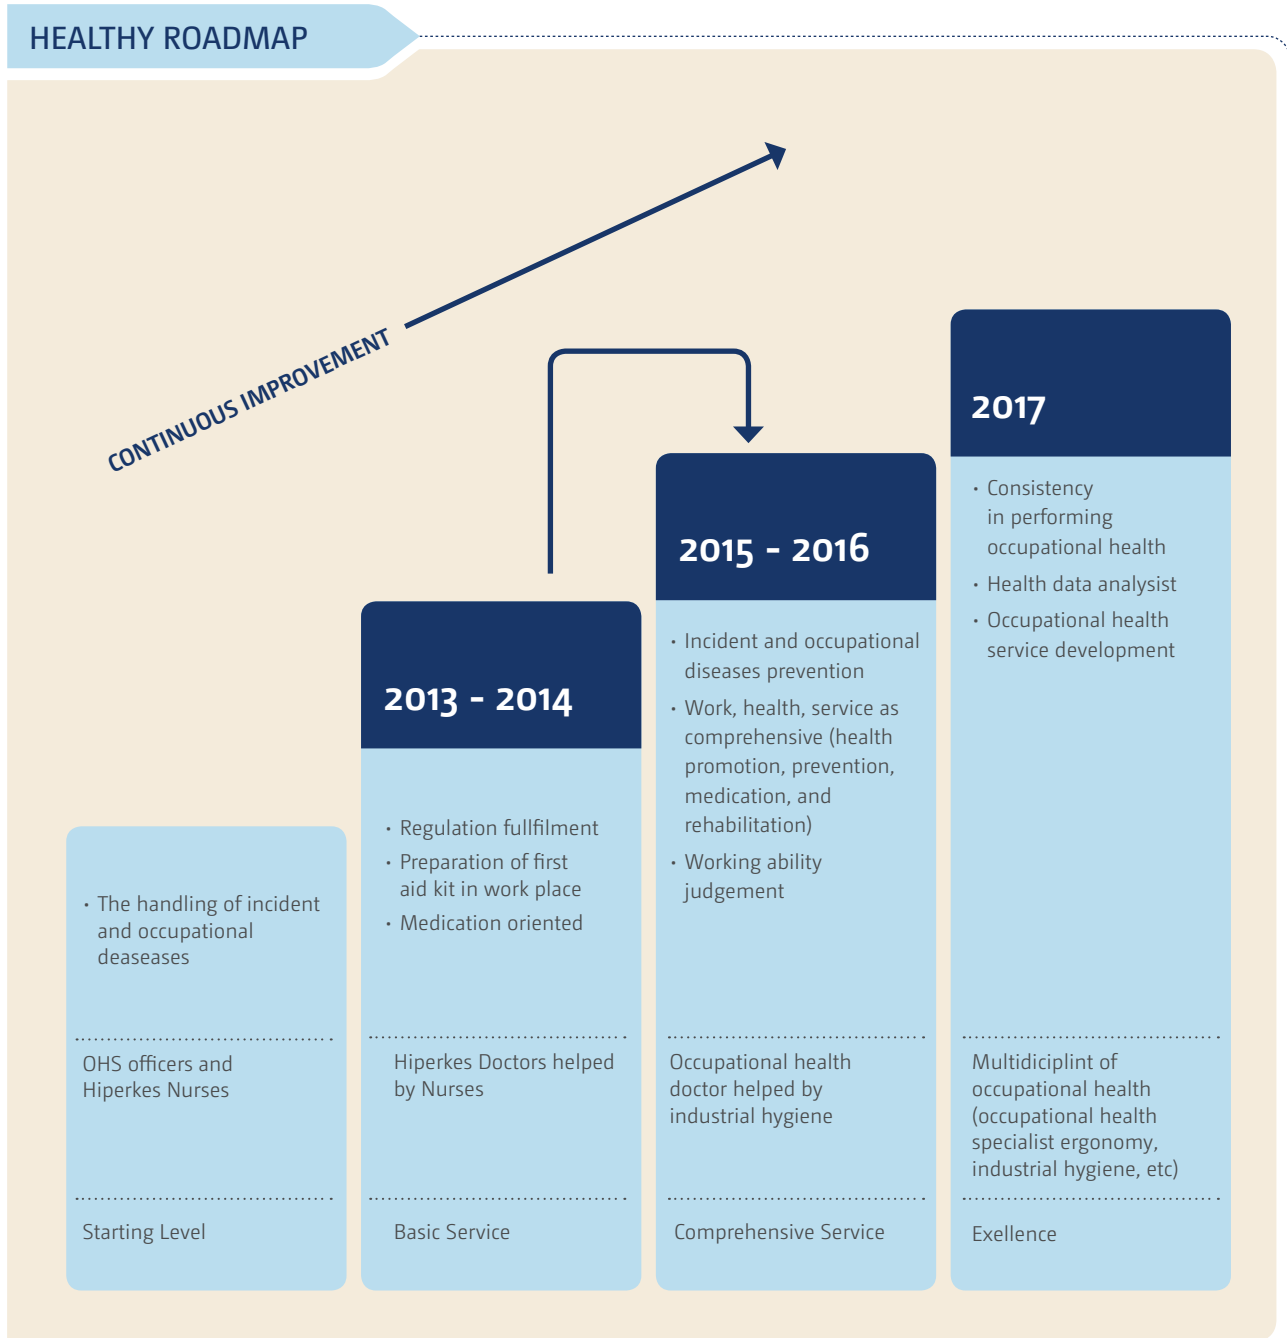 HEALTHY ROADMAP
CONTINUOUS IMPROVEMENT
• The handling of incident
and occupational
deaseases
OHS officers and
Hiperkes Nurses
Starting Level
2013 - 2014
• Regulation fullfilment
• Preparation of first
aid kit in work place
• Medication oriented
Hiperkes Doctors helped
by Nurses
Basic Service
2015 - 2016
• Incident and occupational
diseases prevention
• Work, health, service as
comprehensive (health
promotion, prevention,
medication, and
rehabilitation)
• Working ability
judgement
Occupational health
doctor helped by
industrial hygiene
Comprehensive Service
2017
• Consistency
in performing
occupational health
• Health data analysist
• Occupational health
service development
Multidiciplint of
occupational health
(occupational health
specialist ergonomy,
industrial hygiene, etc)
Exellence